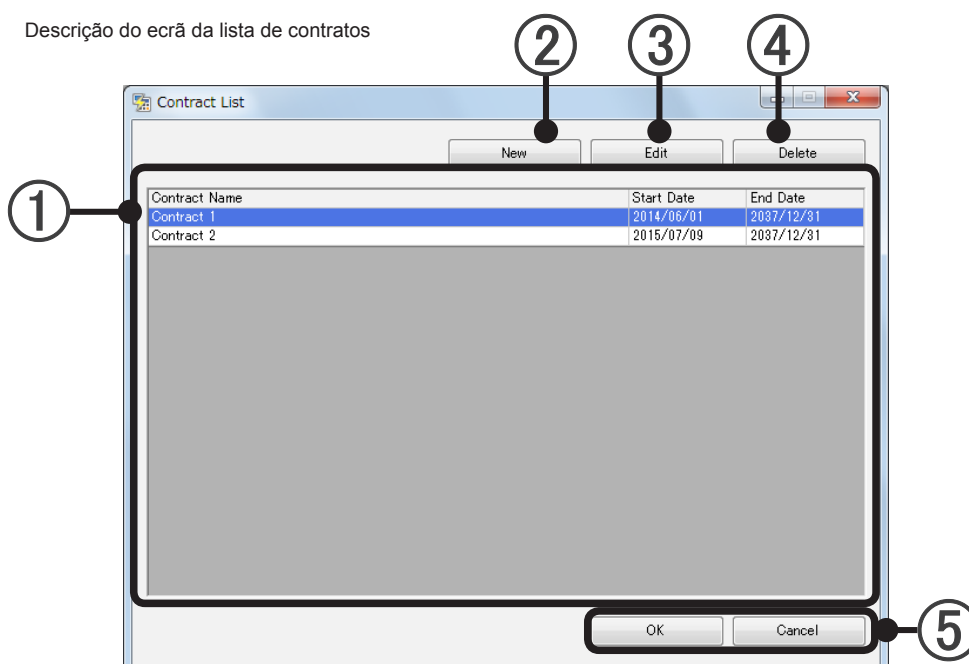 Descrição do ecrã da lista de contratos
② ③ ④
Contract List
New Edit Delete
①
Contract Name Start Date End Date
Contract 1 2014/06/01 2037/12/31
Contract 2 2015/07/09 2037/12/31
OK Cancel
⑤